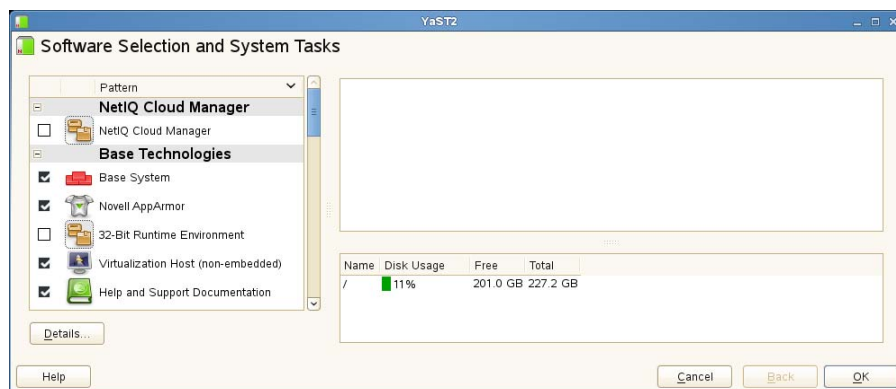 YaST2
Software Selection and System Tasks
Pattern
NetIQ Cloud Manager
NetIQ Cloud Manager
Base Technologies
Base System
Novell AppArmor
32-Bit Runtime Environment
Virtualization Host (non-embedded)
Help and Support Documentation
Name Disk Usage Free Total
/ 11% 201.0 GB 227.2 GB
Details...
Help
Cancel Back OK